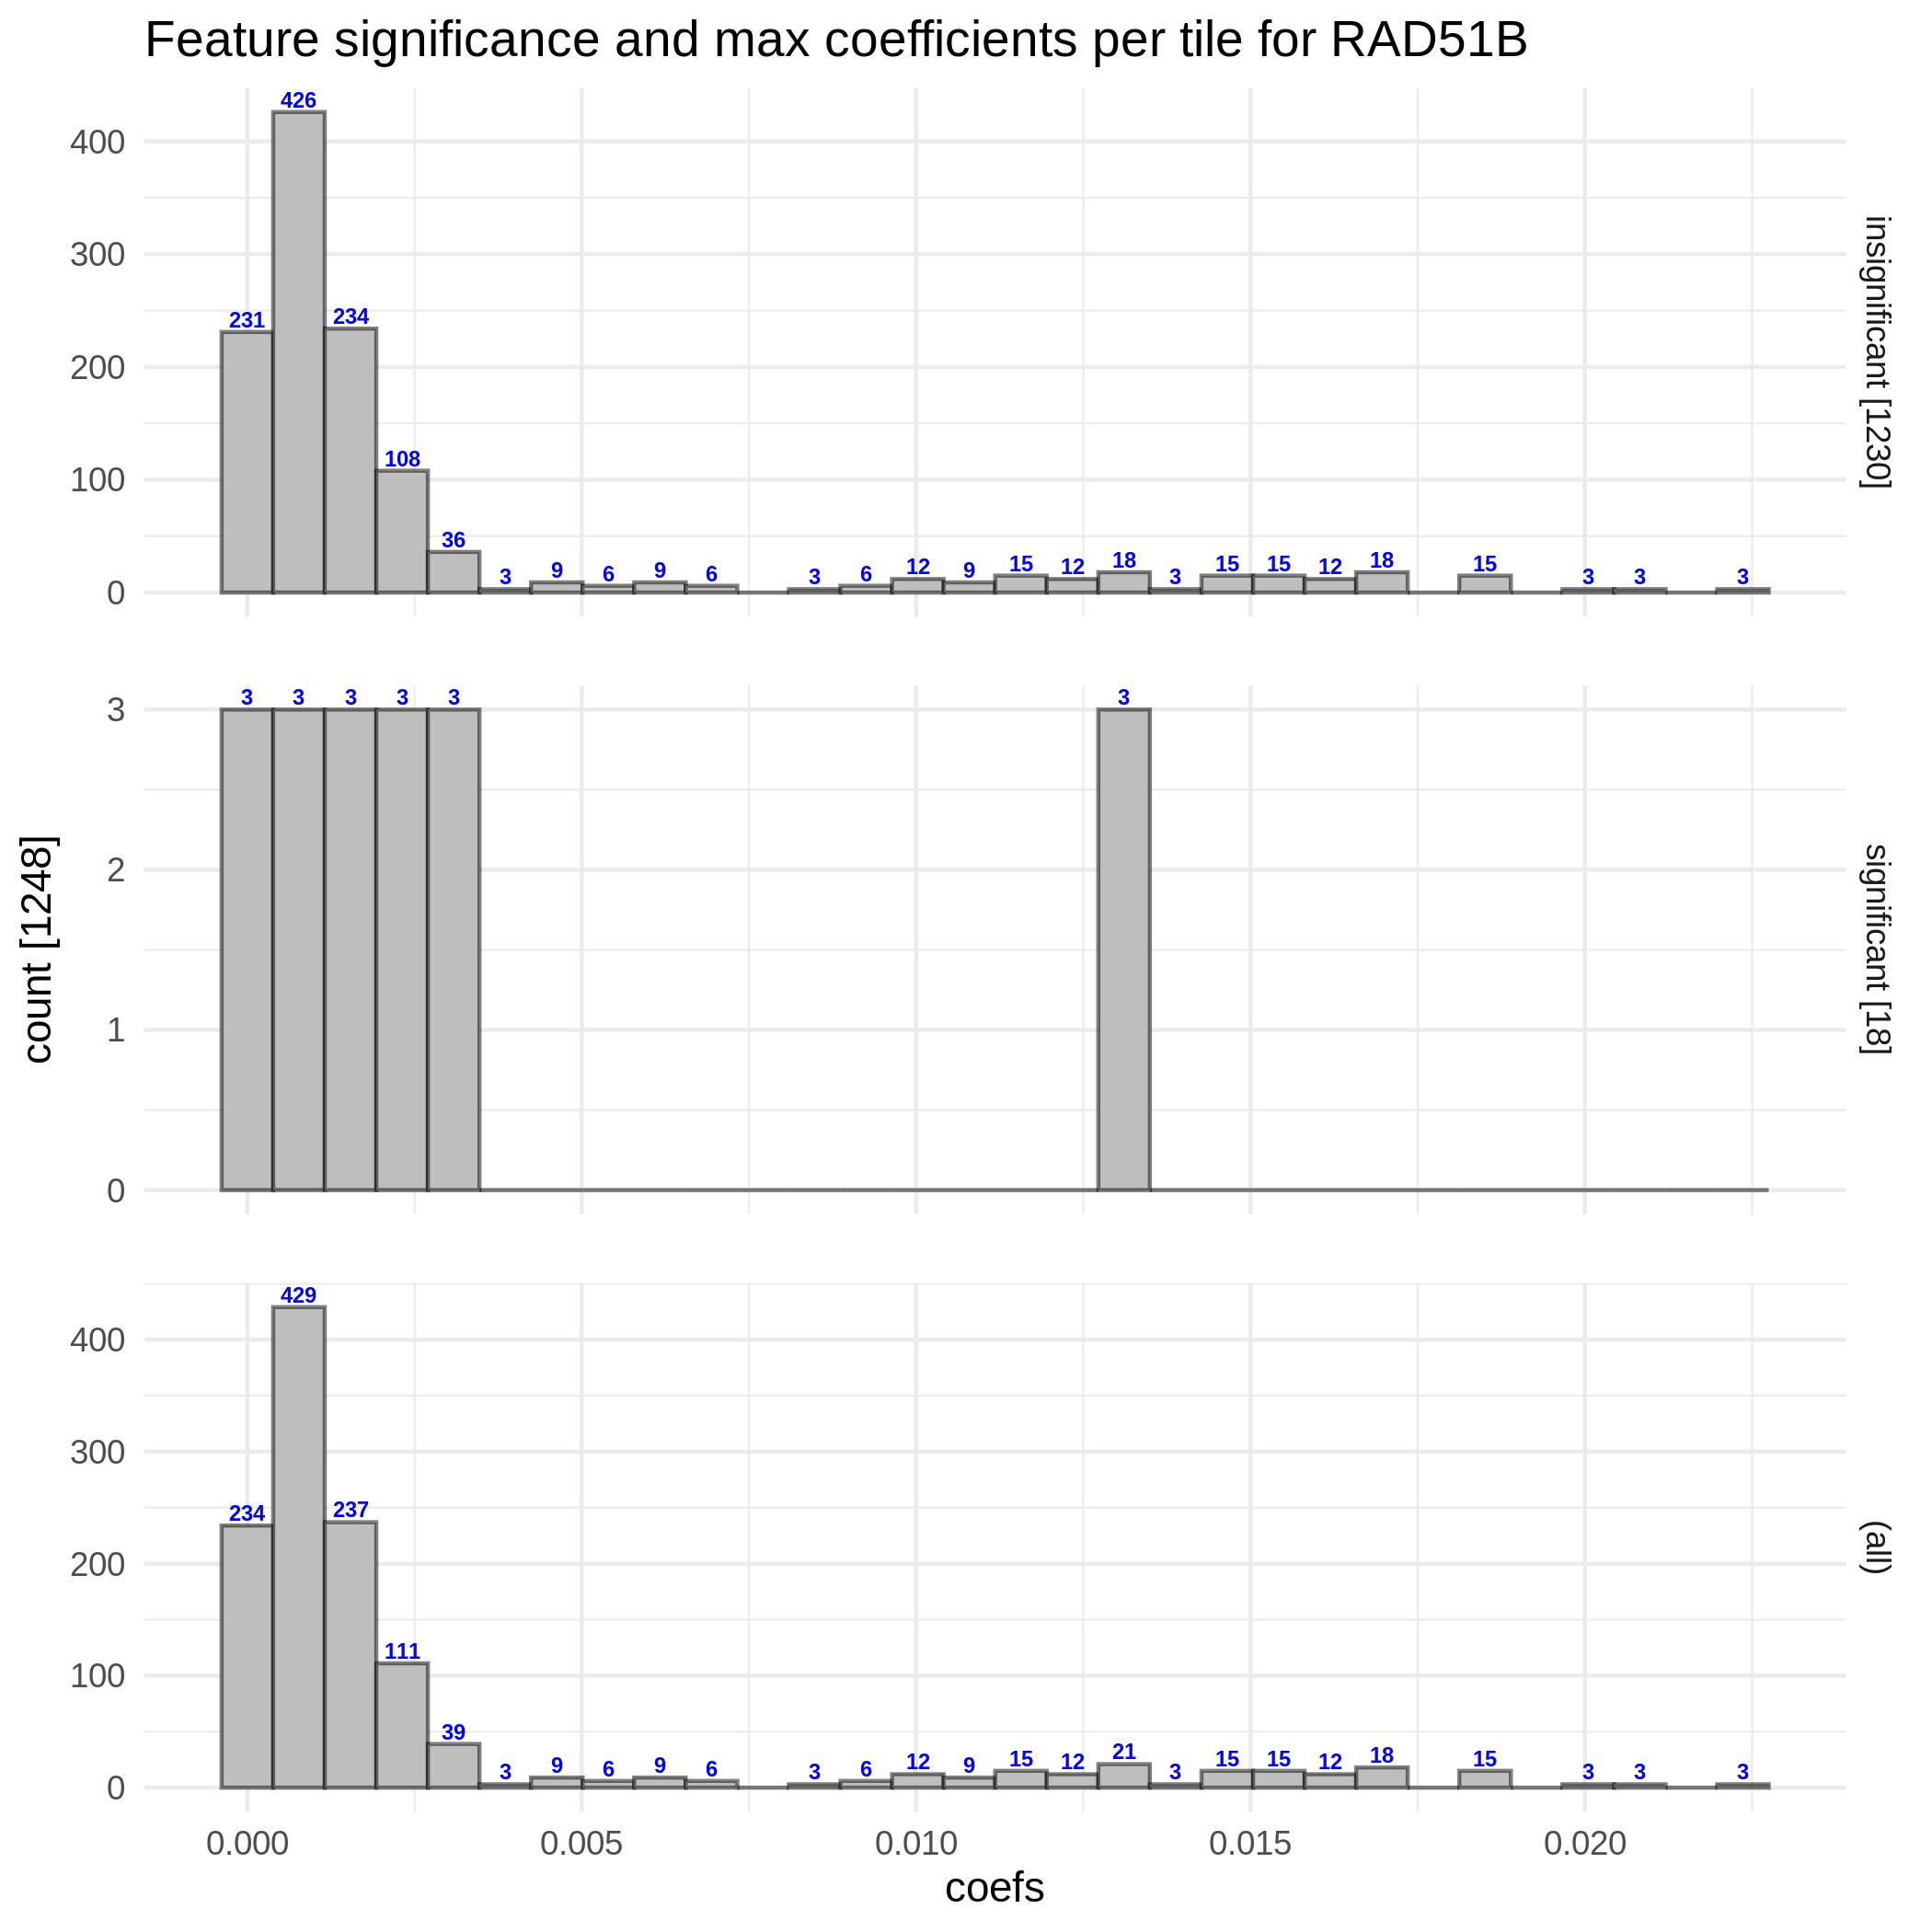 Feature significance and max coefficients per tile for RAD51B
426
400
300
231 234
200
108
100
36
3 9 6 9 6 3 6 12 9 15 12 18 3 15 15 12 18 15 3 3 3
0
insignificant [1230]
3 3 3 3 3 3
3
2
1
0
significant [18]
count [1248]
429
400
300
234 237
200
111
100
39
3 9 6 9 6 3 6 12 9 15 12 21 3 15 15 12 18 15 3 3 3
0
(all)
0.000 0.005 0.010 0.015 0.020
coefs